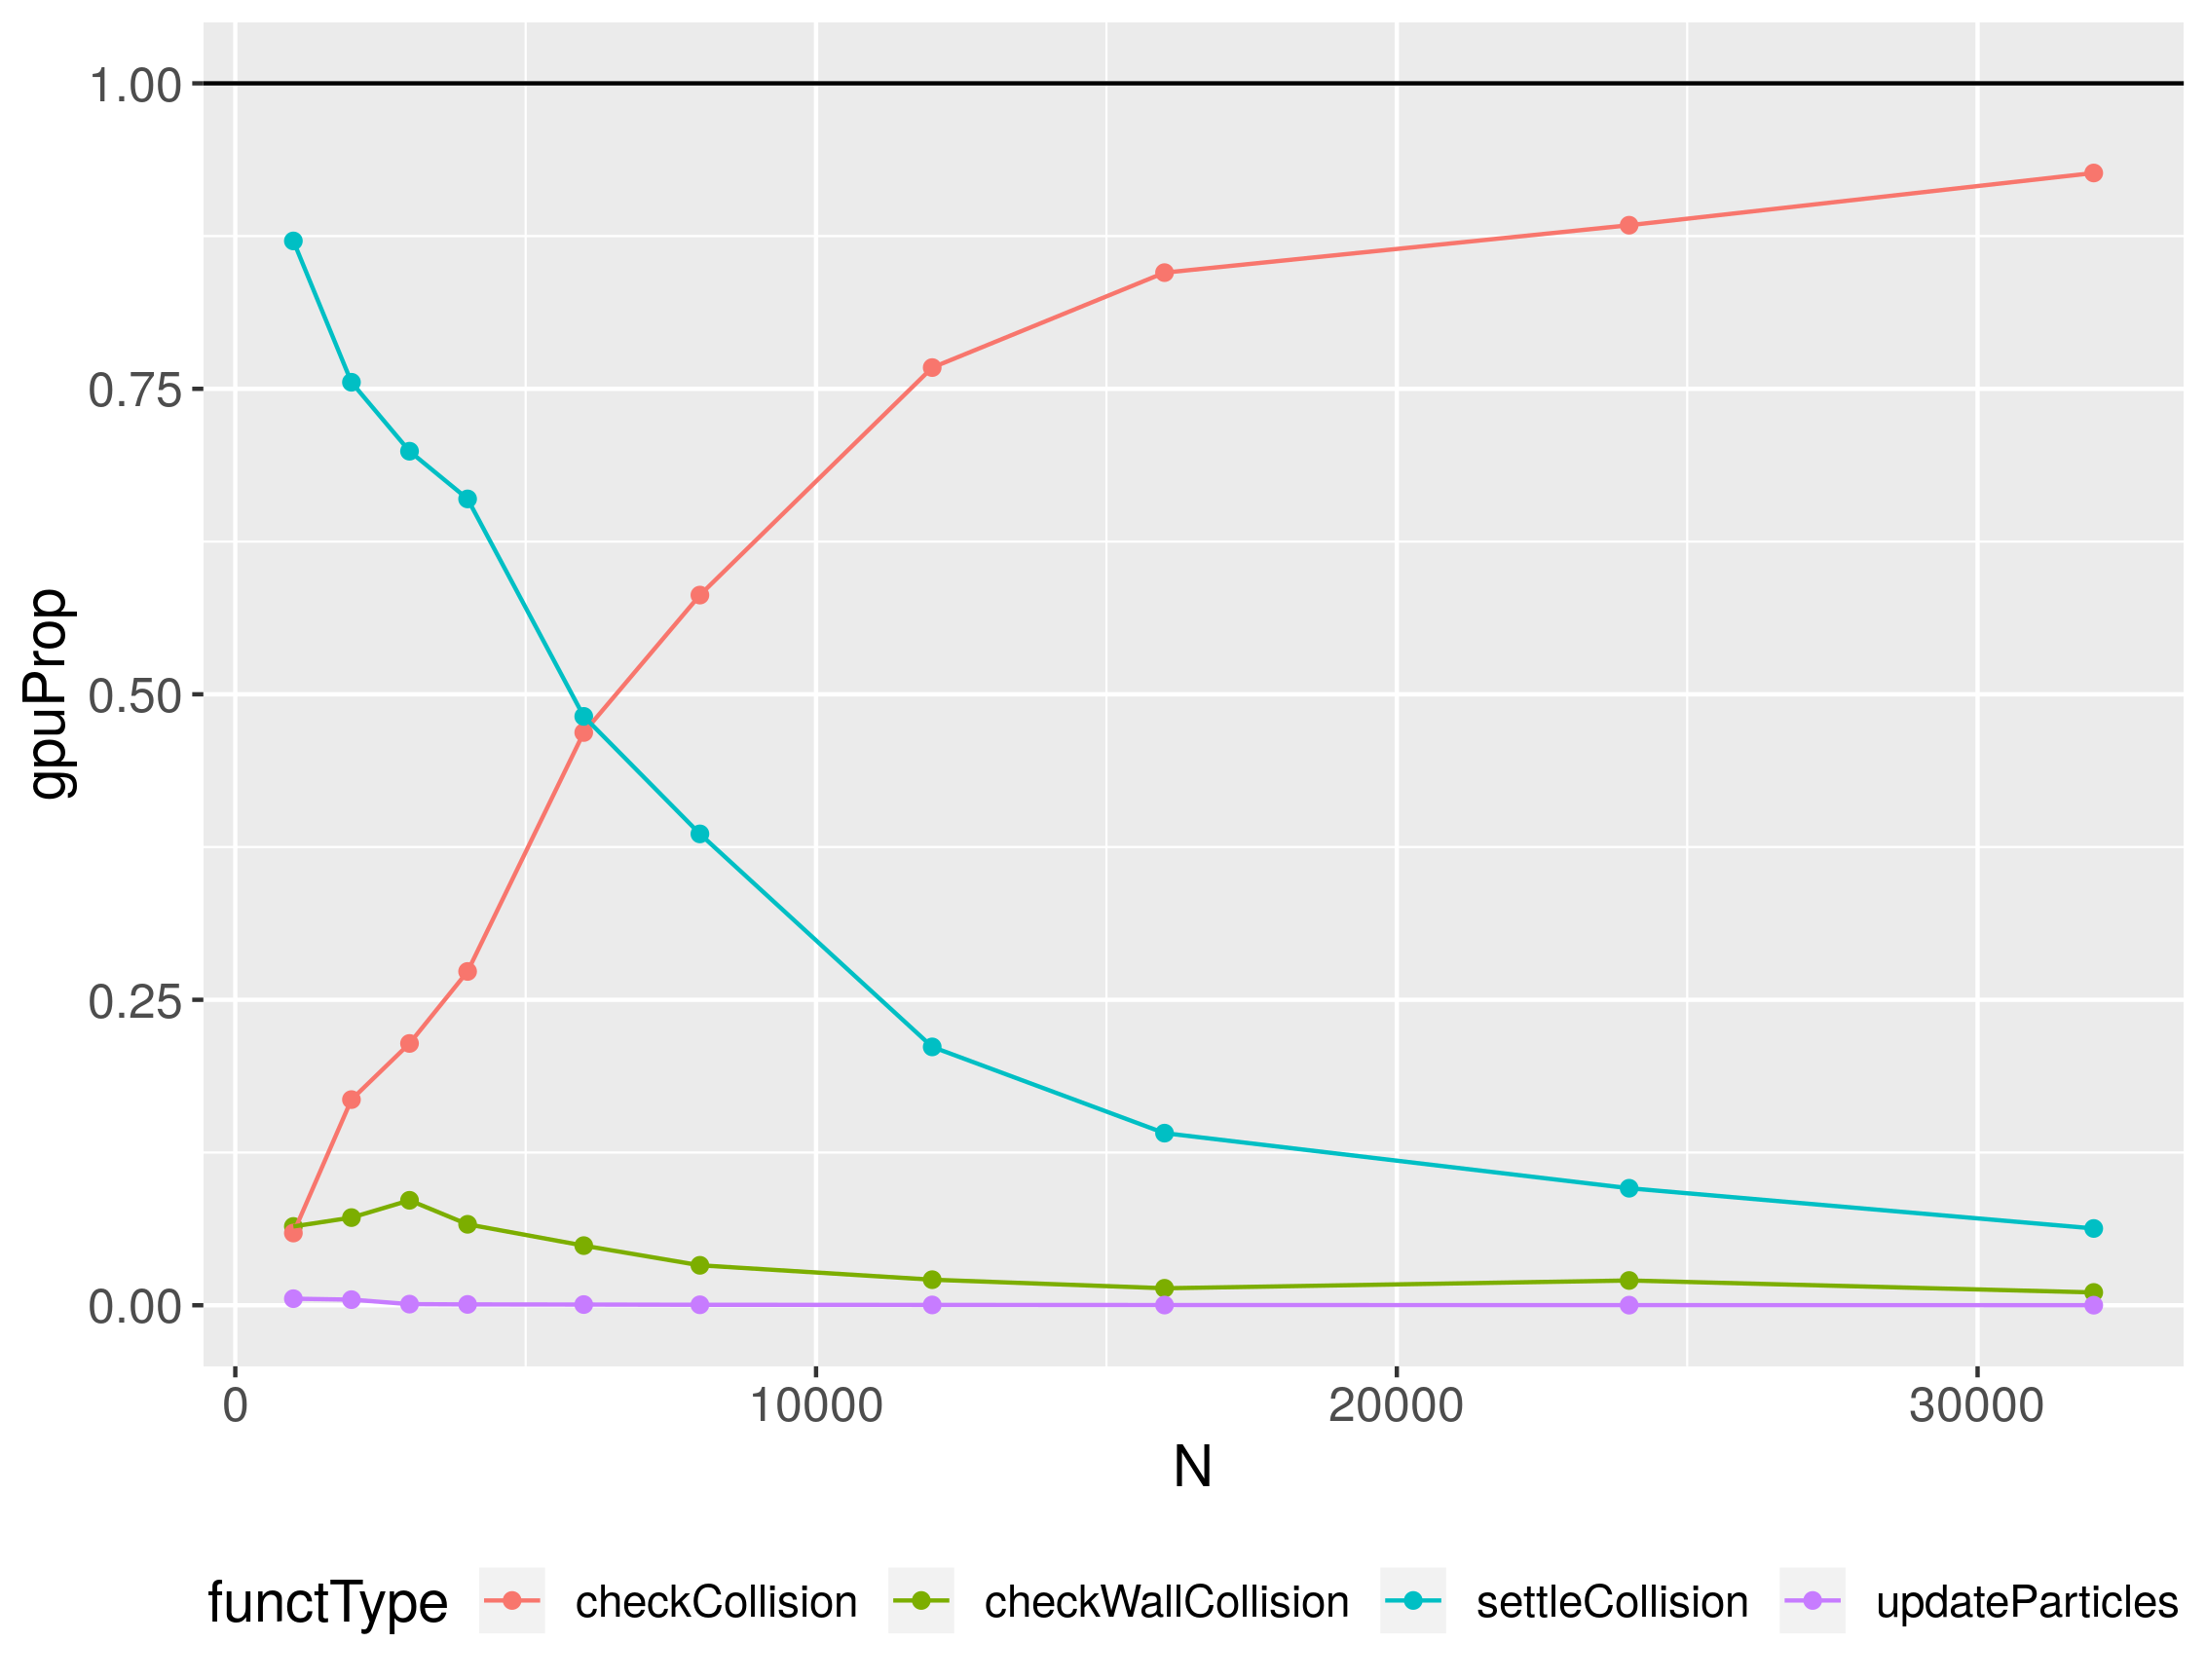 1.00
0.75
0.50
0.25
0.00
gpuProp
0 10000 20000 30000
N
functType checkCollision checkWallCollision settleCollision updateParticles